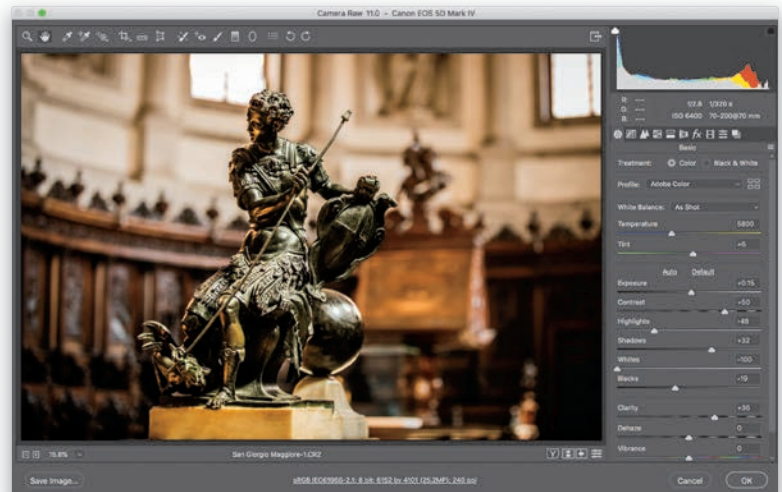 Camera Raw 11.0 – Canon EOS 5D Mark IV
R: ---
G: ---
B: ---
f/2.8 1/320 s
ISO 6400 70-200@70 mm
Basic
Treatment: Color Black & White
Profile: Adobe Color
White Balance: As Shot
Temperature 5800
Tint +6
Auto Default
Exposure +0.15
Contrast +50
Highlights -48
Shadows +32
Whites -100
Blacks -19
Clarity +36
Dehaze 0
Vibrance 0
15.8% San Giorgio Maggiore-1.CR2
Save Image... sRGB IEC61966-2.1; 8 bit; 6152 by 4101 (25.2MP); 240 ppi Cancel OK